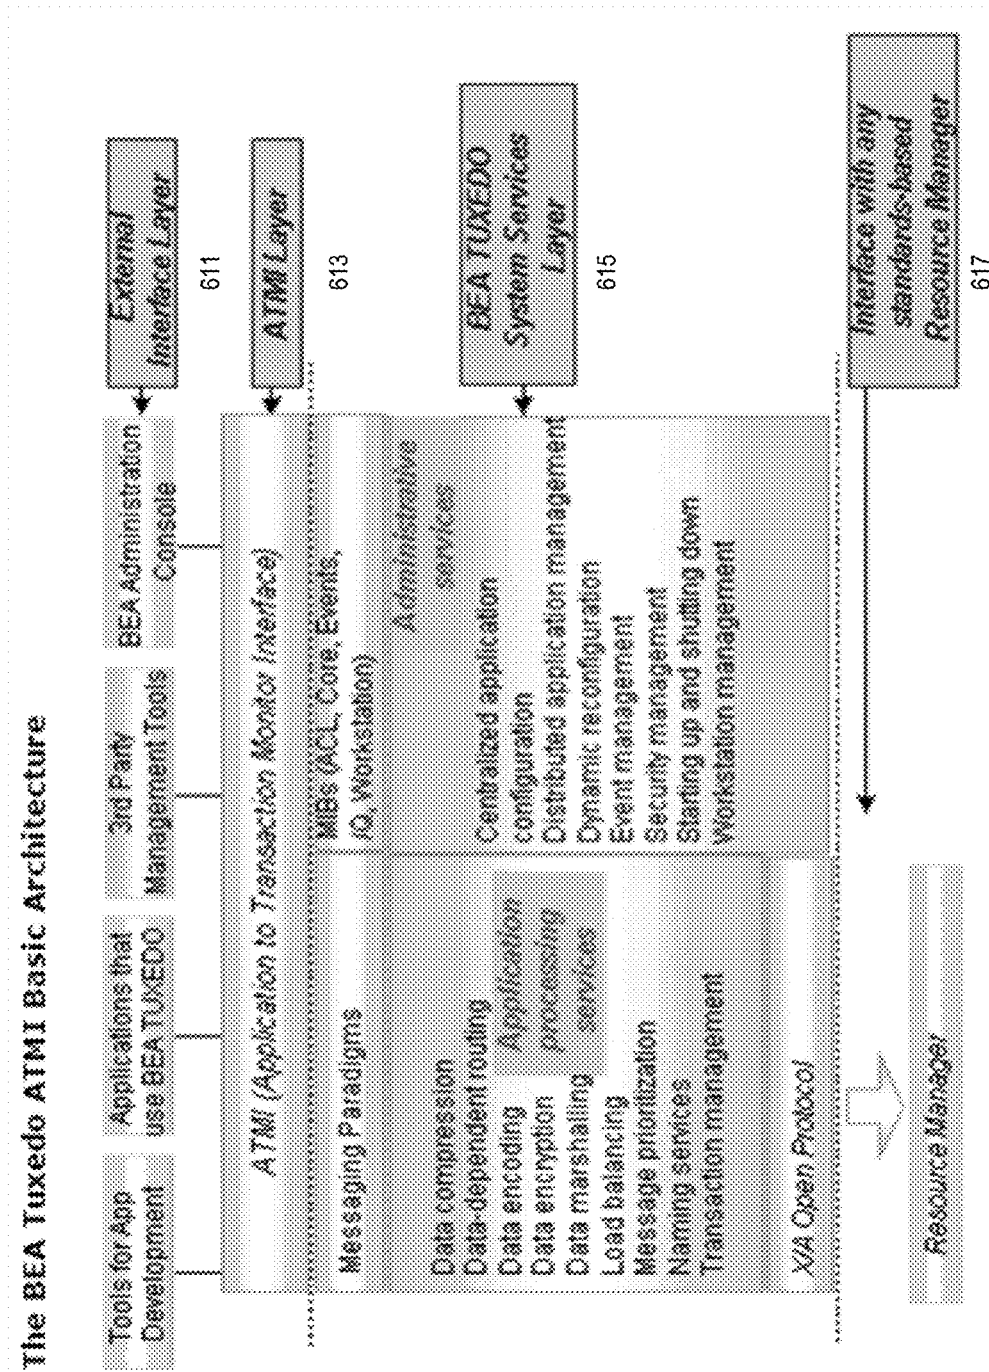 The BEA Tuxedo ATMI Basic Architecture
Tools for App
Development
Applications that
use BEA TUXEDO
3rd Party
Management Tools
BEA Administration
Console
External
Interface Layer
611
ATMI (Application to Transaction Monitor Interface)
ATMI Layer
613
Messaging Paradigms
MIBs (ACL, Core, Events,
/Q, Workstation)
Data compression
Data-dependent routing
Data encoding
Data encryption
Data marshalling
Load balancing
Message prioritization
Naming services
Transaction management
Application
processing
services
Administrative
services
Centralized application
configuration
Distributed application management
Dynamic reconfiguration
Event management
Security management
Starting up and shutting down
Workstation management
BEA TUXEDO
System Services
Layer
615
X/A Open Protocol
Resource Manager
Interface with any
standards-based
Resource Manager
617